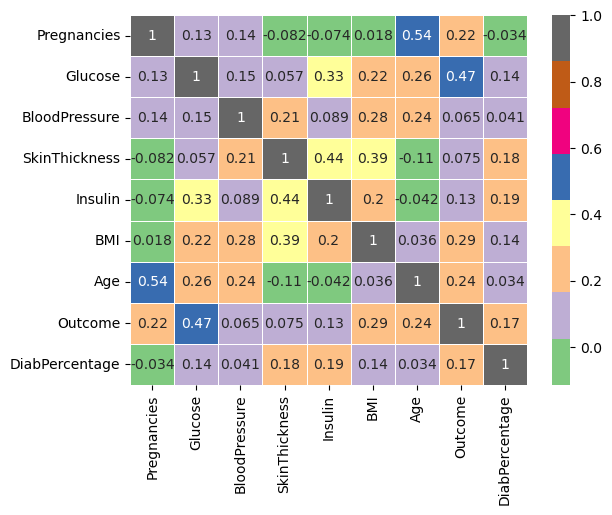 Pregnancies 1 0.13 0.14 -0.082 -0.074 0.018 0.54 0.22 -0.034
Glucose 0.13 1 0.15 0.057 0.33 0.22 0.26 0.47 0.14
BloodPressure 0.14 0.15 1 0.21 0.089 0.28 0.24 0.065 0.041
SkinThickness -0.082 0.057 0.21 1 0.44 0.39 -0.11 0.075 0.18
Insulin -0.074 0.33 0.089 0.44 1 0.2 -0.042 0.13 0.19
BMI 0.018 0.22 0.28 0.39 0.2 1 0.036 0.29 0.14
Age 0.54 0.26 0.24 -0.11 -0.042 0.036 1 0.24 0.034
Outcome 0.22 0.47 0.065 0.075 0.13 0.29 0.24 1 0.17
DiabPercentage -0.034 0.14 0.041 0.18 0.19 0.14 0.034 0.17 1
Pregnancies
Glucose
BloodPressure
SkinThickness
Insulin
BMI
Age
Outcome
DiabPercentage
1.0
0.8
0.6
0.4
0.2
0.0